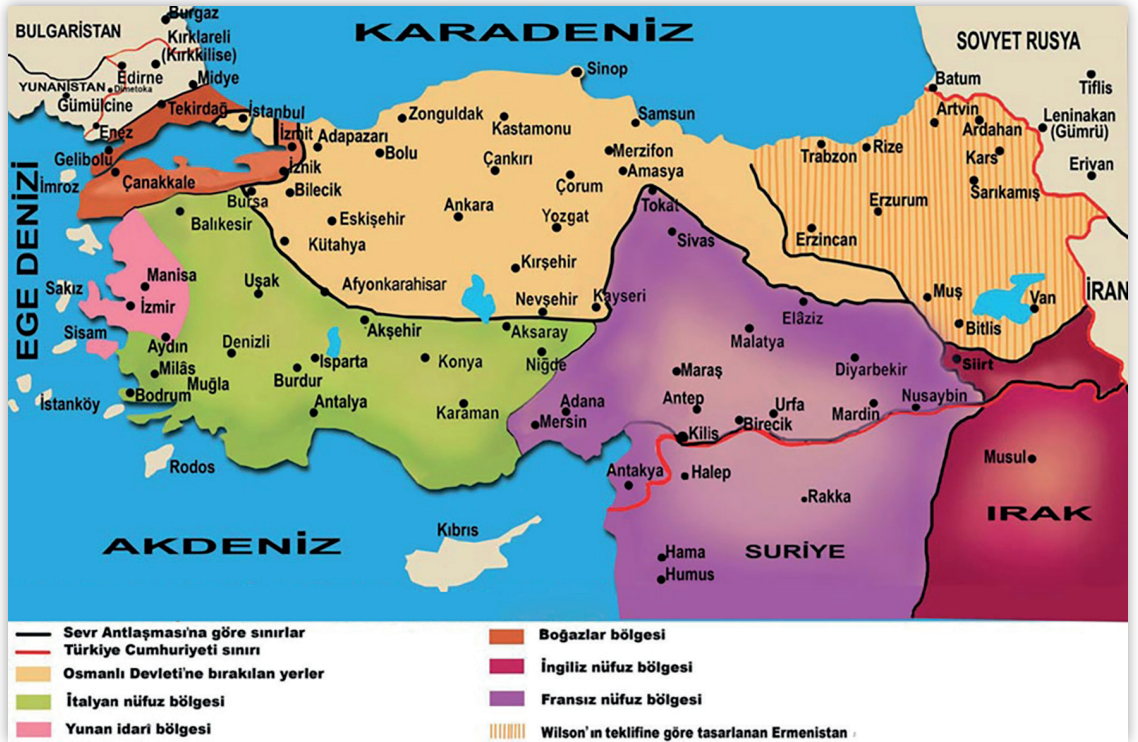 BULGARİSTAN
Burgaz
Kırklareli
(Kırkkilise)
Edirne
Dimetoka
YUNANİSTAN
Gümülcine
Midye
Tekirdağ
İstanbul
Enez
Gelibolu
İmroz
Çanakkale
KARADENİZ
SOVYET RUSYA
Sinop
Batum
Tiflis
Artvin
Ardahan
Leninakan
(Gümrü)
Kars
Erivan
Sarıkamış
Zonguldak
Kastamonu
Samsun
İzmit
Adapazarı
Bolu
Merzifon
Trabzon
Rize
İznik
Çankırı
Amasya
Bilecik
Çorum
Bursa
Tokat
Erzurum
Balıkesir
Eskişehir
Ankara
Yozgat
Sivas
Erzincan
Kütahya
EGE DENİZİ
Kırşehir
Manisa
Uşak
Afyonkarahisar
Sakız
İzmir
Nevşehir
Kayseri
Muş
Van
İRAN
Elâziz
Bitlis
Sisam
Akşehir
Aksaray
Malatya
Aydın
Denizli
Isparta
Konya
Niğde
Maraş
Diyarbekir
Siirt
Milâs
Muğla
Burdur
Bodrum
İstanköy
Antalya
Karaman
Adana
Mersin
Antep
Urfa
Birecik
Mardin
Nusaybin
Kilis
Rodos
Antakya
Halep
Rakka
Musul
AKDENİZ
Kıbrıs
Hama
Humus
SURİYE
IRAK
Sevr Antlaşması'na göre sınırlar
Türkiye Cumhuriyeti sınırı
Osmanlı Devleti'ne bırakılan yerler
İtalyan nüfuz bölgesi
Yunan idarî bölgesi
Boğazlar bölgesi
İngiliz nüfuz bölgesi
Fransız nüfuz bölgesi
Wilson'ın teklifine göre tasarlanan Ermenistan